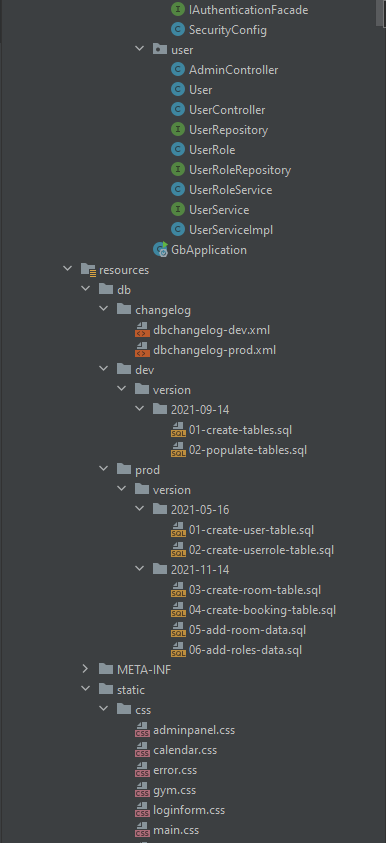 IAuthenticationFacade
SecurityConfig
user
AdminController
User
UserController
UserRepository
UserRole
UserRoleRepository
UserRoleService
UserService
UserServiceImpl
GbApplication
resources
db
changelog
dbchangelog-dev.xml
dbchangelog-prod.xml
dev
version
2021-09-14
01-create-tables.sql
02-populate-tables.sql
prod
version
2021-05-16
01-create-user-table.sql
02-create-userrole-table.sql
2021-11-14
03-create-room-table.sql
04-create-booking-table.sql
05-add-room-data.sql
06-add-roles-data.sql
META-INF
static
css
adminpanel.css
calendar.css
error.css
gym.css
loginform.css
main.css